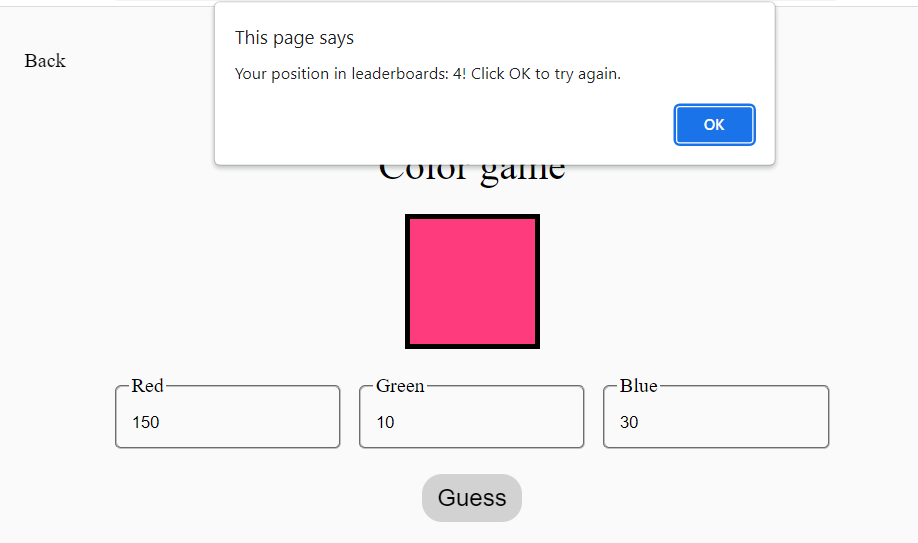 This page says
Your position in leaderboards: 4! Click OK to try again.
OK
Back
Color game
Red
150
Green
10
Blue
30
Guess